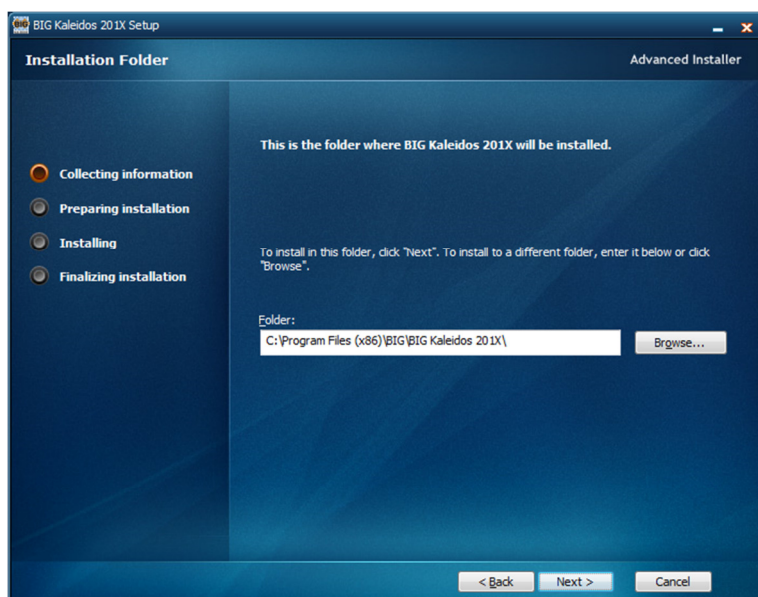 BIG Kaleidos 201X Setup
Installation Folder
Advanced Installer
This is the folder where BIG Kaleidos 201X will be installed.
Collecting information
Preparing installation
Installing
Finalizing installation
To install in this folder, click "Next". To install to a different folder, enter it below or click
"Browse".
Folder:
C:\Program Files (x86)\BIG\BIG Kaleidos 201X\
Browse...
< Back
Next >
Cancel